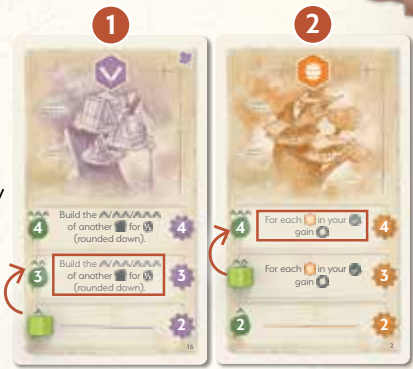 1
2
4
Build the
of another for ½
(rounded down).
4
3
Build the
of another for ½
(rounded down).
3
2
16
4
For each in your
gain
4
For each in your
gain
3
2
2
2